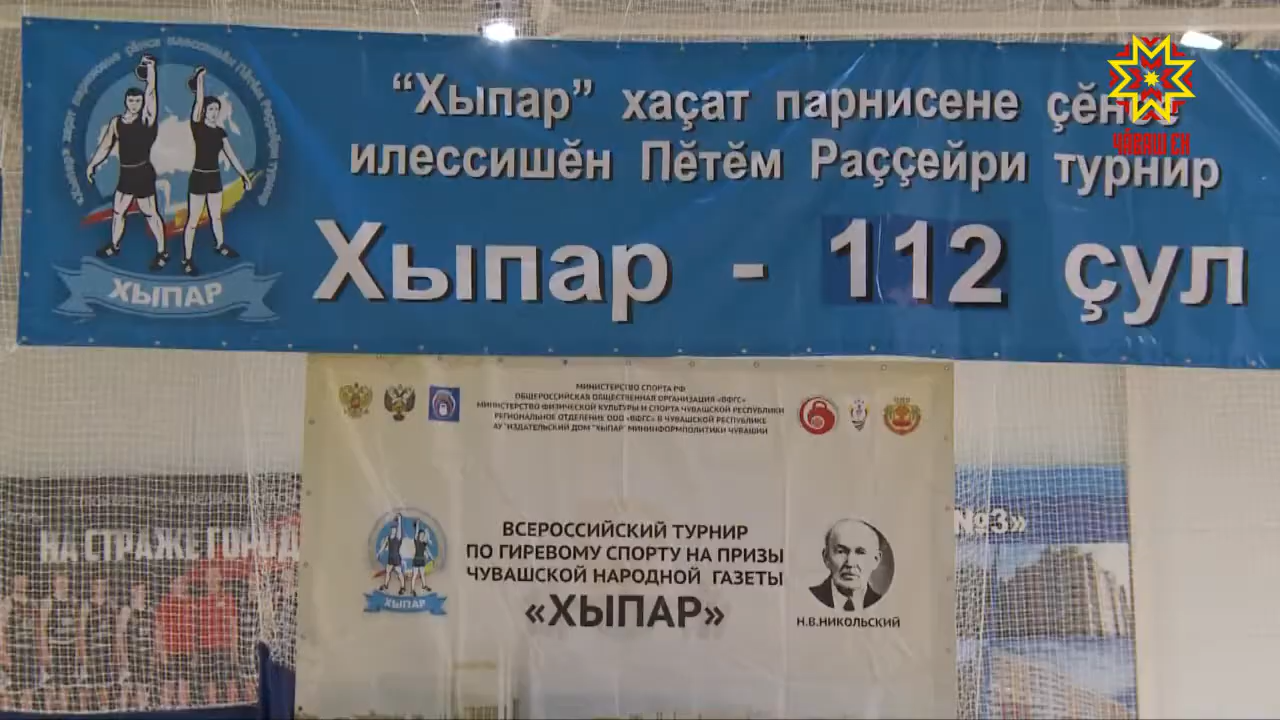 “Хыпар” хаҫат парнисене ҫӗнсе
илессишӗн Пӗтӗм Раҫҫейри турнир
Хыпар - 112 ҫул
ХЫПАР
ЧӐВАШ ЕН
МИНИСТЕРСТВО СПОРТА РФ
ОБЩЕРОССИЙСКАЯ ОБЩЕСТВЕННАЯ ОРГАНИЗАЦИЯ «ВФГС»
МИНИСТЕРСТВО ФИЗИЧЕСКОЙ КУЛЬТУРЫ И СПОРТА ЧУВАШСКОЙ РЕСПУБЛИКИ
РЕГИОНАЛЬНОЕ ОТДЕЛЕНИЕ ООО «ВФГС» В ЧУВАШСКОЙ РЕСПУБЛИКЕ
АУ "ИЗДАТЕЛЬСКИЙ ДОМ "ХЫПАР" МИНИНФОРМПОЛИТИКИ ЧУВАШИИ
ВСЕРОССИЙСКИЙ ТУРНИР
ПО ГИРЕВОМУ СПОРТУ НА ПРИЗЫ
ЧУВАШСКОЙ НАРОДНОЙ ГАЗЕТЫ
«ХЫПАР»
ХЫПАР
Н.В.НИКОЛЬСКИЙ
НА СТРАЖЕ ГОРОД
№3»